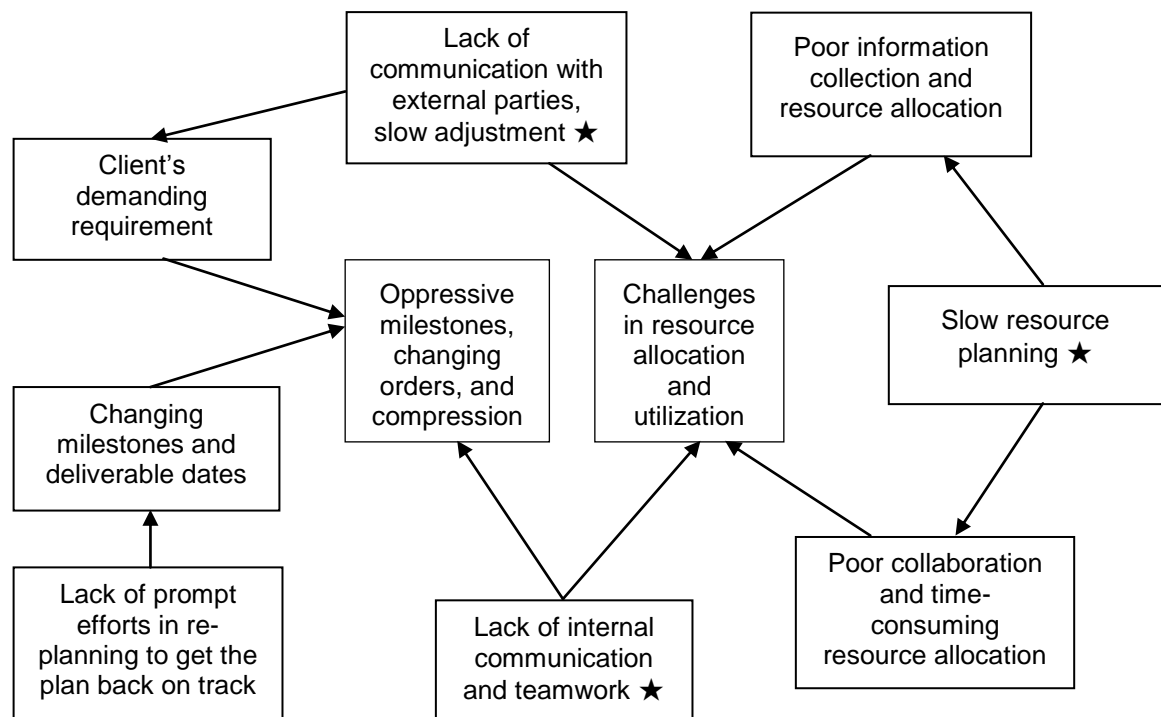 Lack of
communication with
external parties,
slow adjustment ★
Poor information
collection and
resource allocation
Client’s
demanding
requirement
Oppressive
milestones,
changing
orders, and
compression
Challenges
in resource
allocation
and
utilization
Slow resource
planning ★
Changing
milestones and
deliverable dates
Lack of prompt
efforts in re-
planning to get the
plan back on track
Lack of internal
communication
and teamwork ★
Poor collaboration
and time-
consuming
resource allocation